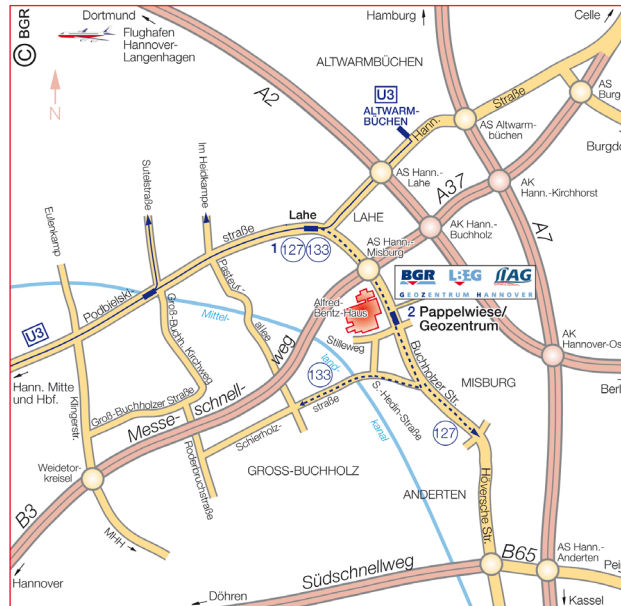 © BGR
Dortmund
Flughafen
Hannover-
Langenhagen
N
Hamburg
Celle
ALTWARMBÜCHEN
A2
U3
ALTWARM-
BÜCHEN
Hann.
Straße
AS
Burg
Burgdo
AS Altwarm-
büchen
AS Hann.-
Lahe
A37
AK
Hann.-Kirchhorst
A7
Sutelstraße
Im Heidkampe
Eulenkamp
Lahe
LAHE
AK Hann.-
Buchholz
straße
1
127
133
AS Hann.-
Misburg
BGR
LBEG
LIAG
GEOZENTRUM HANNOVER
Pasteur-
allee
Podbielski-
Groß-Buchh. Kirchweg
Mittel-
Alfred-
Bentz-Haus
2 Pappelwiese/
Geozentrum
U3
Stilleweg
AK
Hannover-Os
Hann. Mitte
und Hbf.
Klingerstr.
Groß-Buchholzer Straße
Messe-
schnell-
weg
133
land-
straße
Buchholzer Str.
S.-Hedin-Straße
MISBURG
Berl
127
Schierholz-
kanal
Weidetor-
kreisel
Roderbruchstraße
GROSS-BUCHHOLZ
ANDERTEN
Höversche Str.
B3
MHH
B65
AS Hann.-
Anderten
Pei
Südschnellweg
Hannover
Döhren
Kassel